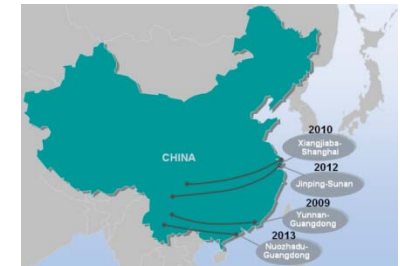 2010
Xiangjiaba-
Shanghai
2012
Jinping-Sunan
CHINA
2009
Yunnan-
Guangdong
2013
Nuozhadu-
Guangdong